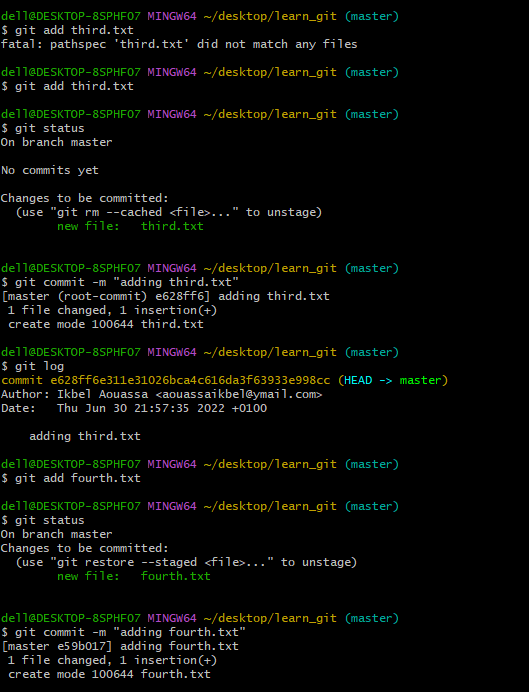 dell@DESKTOP-8SPHFO7 MINGW64 ~/desktop/learn_git (master)
$ git add third.txt
fatal: pathspec 'third.txt' did not match any files
dell@DESKTOP-8SPHFO7 MINGW64 ~/desktop/learn_git (master)
$ git add third.txt
dell@DESKTOP-8SPHFO7 MINGW64 ~/desktop/learn_git (master)
$ git status
On branch master
No commits yet
Changes to be committed:
  (use "git rm --cached <file>..." to unstage)
        new file:   third.txt
dell@DESKTOP-8SPHFO7 MINGW64 ~/desktop/learn_git (master)
$ git commit -m "adding third.txt"
[master (root-commit) e628ff6] adding third.txt
 1 file changed, 1 insertion(+)
 create mode 100644 third.txt
dell@DESKTOP-8SPHFO7 MINGW64 ~/desktop/learn_git (master)
$ git log
commit e628ff6e311e31026bca4c616da3f63933e998cc (HEAD -> master)
Author: Ikbel Aouassa <aouassaikbel@ymail.com>
Date:   Thu Jun 30 21:57:35 2022 +0100
    adding third.txt
dell@DESKTOP-8SPHFO7 MINGW64 ~/desktop/learn_git (master)
$ git add fourth.txt
dell@DESKTOP-8SPHFO7 MINGW64 ~/desktop/learn_git (master)
$ git status
On branch master
Changes to be committed:
  (use "git restore --staged <file>..." to unstage)
        new file:   fourth.txt
dell@DESKTOP-8SPHFO7 MINGW64 ~/desktop/learn_git (master)
$ git commit -m "adding fourth.txt"
[master e59b017] adding fourth.txt
 1 file changed, 1 insertion(+)
 create mode 100644 fourth.txt